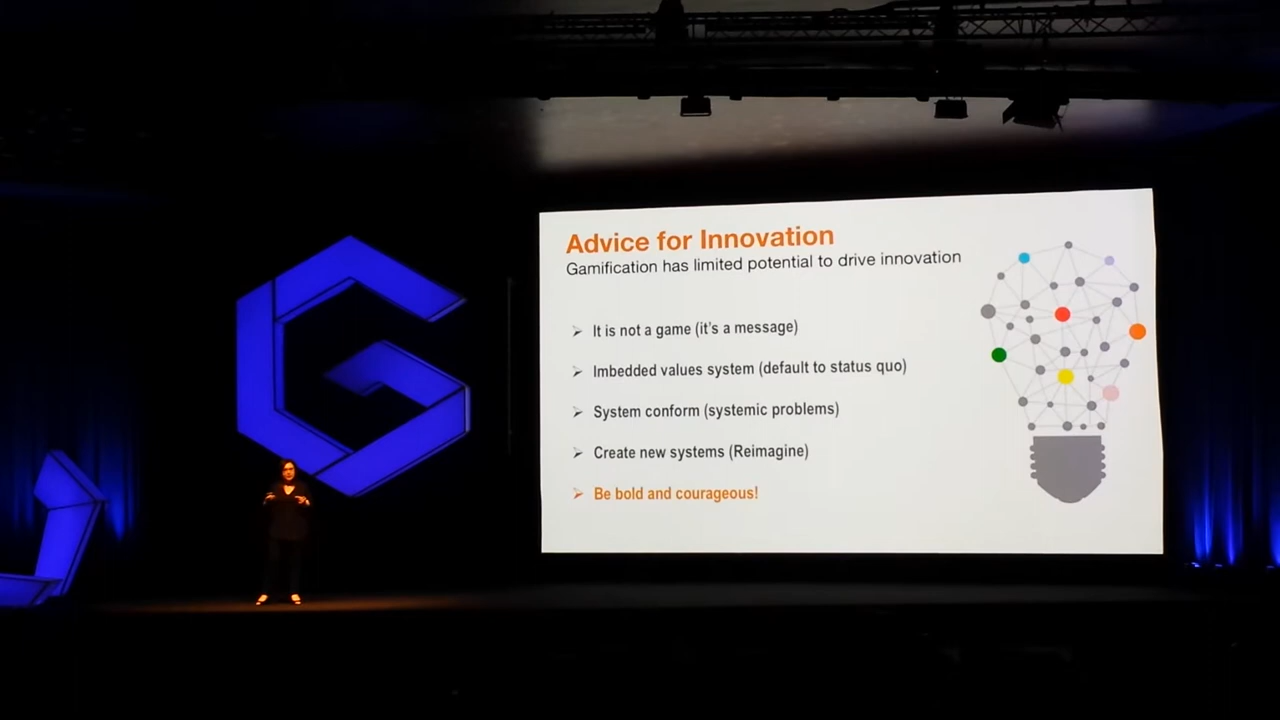 Advice for Innovation
Gamification has limited potential to drive innovation
➢ It is not a game (it's a message)
➢ Imbedded values system (default to status quo)
➢ System conform (systemic problems)
➢ Create new systems (Reimagine)
➢ Be bold and courageous!
G